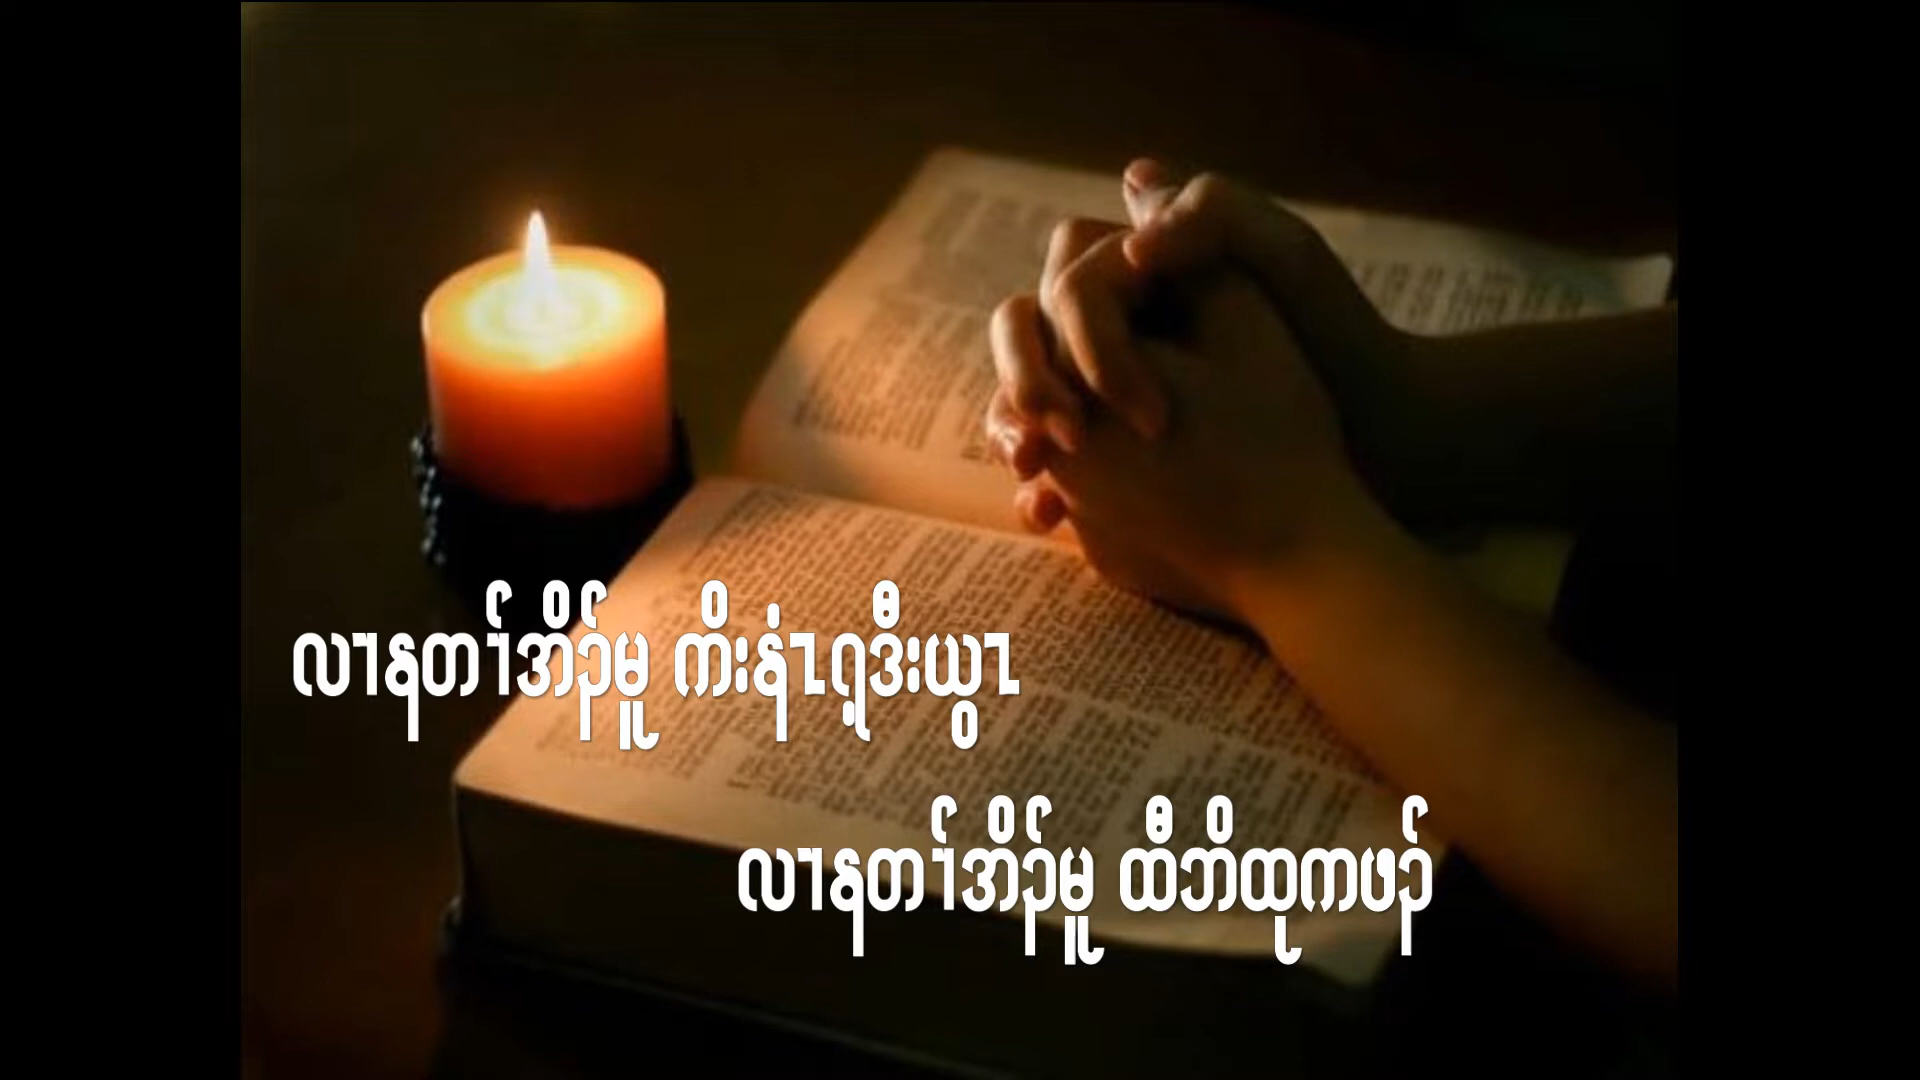 လၢနတၢ်အိၣ်မူ ကိးနံၤဂ့ၤဒီးယွၤ
လၢနတၢ်အိၣ်မူ ထီဘိထုကဖၣ်